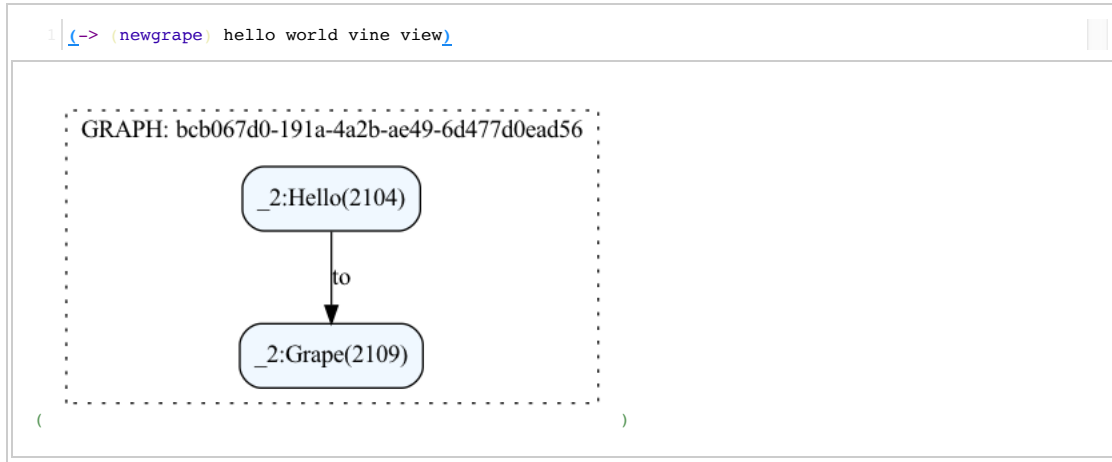 1 (-> (newgrape) hello world vine view)
GRAPH: bcb067d0-191a-4a2b-ae49-6d477d0ead56
_2:Hello(2104)
to
_2:Grape(2109)
( )